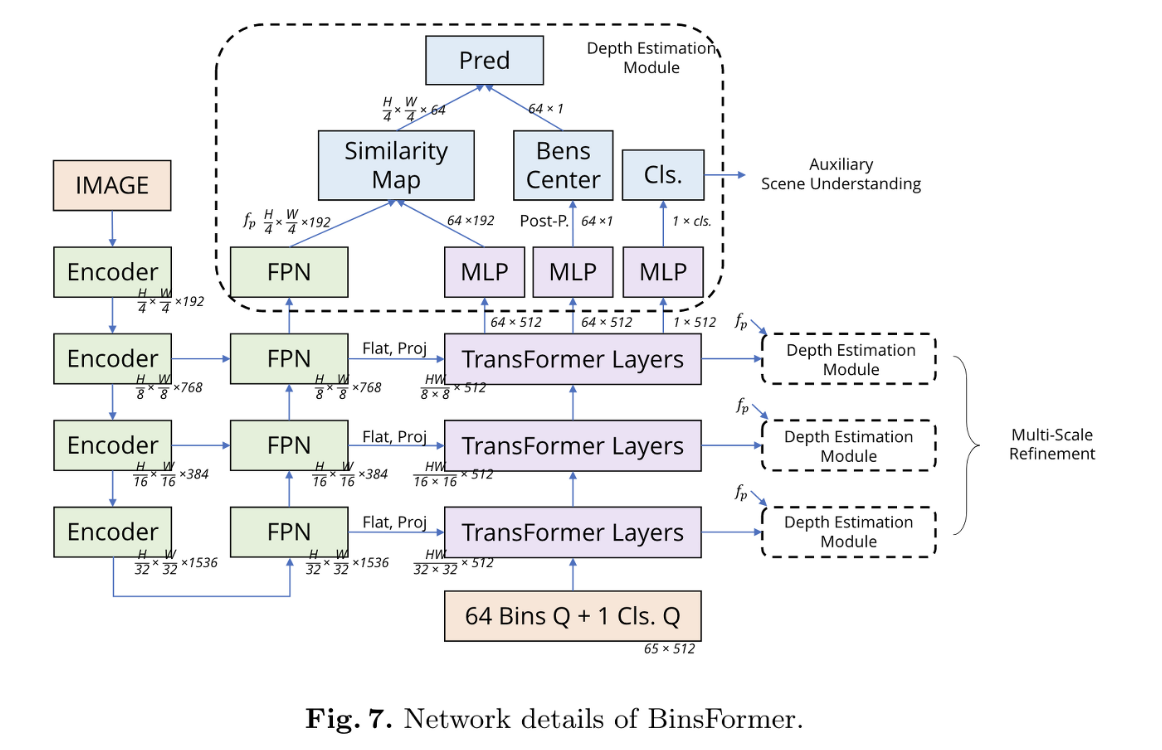 Pred
Depth Estimation
Module
H/4 × W/4 × 64
64 × 1
Similarity
Map
Bens
Center
Cls.
Auxiliary
Scene Understanding
IMAGE
f_p H/4 × W/4 ×192
64 ×192
Post-P.
64 ×1
1 × cls.
Encoder
H/4 × W/4 ×192
FPN
MLP
MLP
MLP
64 × 512
64 × 512
1 × 512
Encoder
H/8 × W/8 ×768
FPN
H/8 × W/8 ×768
Flat, Proj
HW/8 × 8 × 512
TransFormer Layers
f_p
Depth Estimation
Module
Encoder
H/16 × W/16 ×384
FPN
H/16 × W/16 ×384
Flat, Proj
HW/16 × 16 × 512
TransFormer Layers
f_p
Depth Estimation
Module
Multi-Scale
Refinement
Encoder
H/32 × W/32 ×1536
FPN
H/32 × W/32 ×1536
Flat, Proj
HW/32 × 32 × 512
TransFormer Layers
f_p
Depth Estimation
Module
64 Bins Q + 1 Cls. Q
65 × 512
Fig. 7. Network details of BinsFormer.